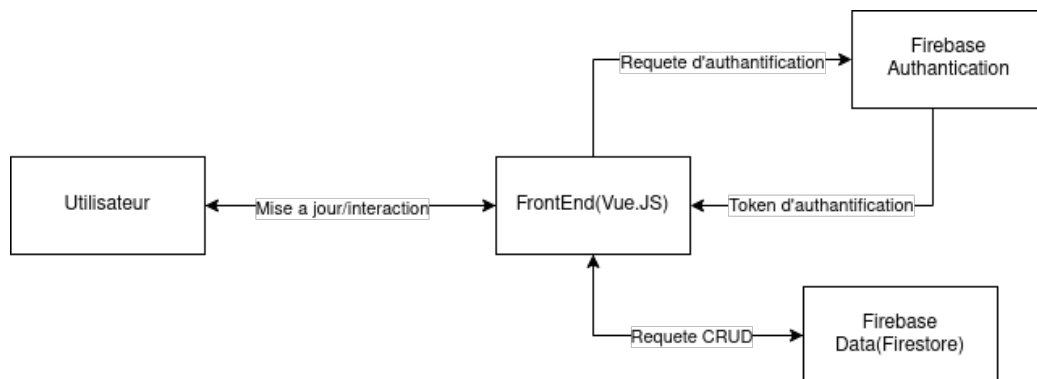 Firebase
Authantication
Requete d'authantification
Utilisateur
Mise a jour/interaction
FrontEnd(Vue.JS)
Token d'authantification
Requete CRUD
Firebase
Data(Firestore)